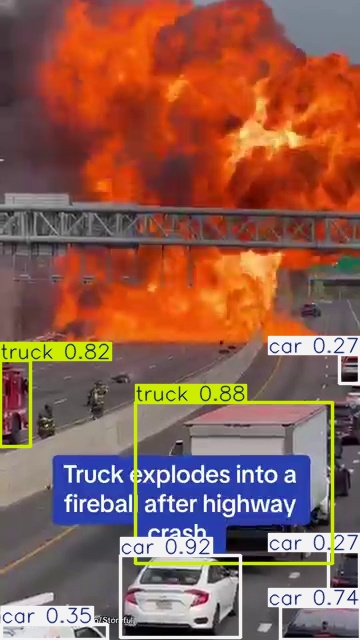 truck 0.82
car 0.27
truck 0.88
Truck explodes into a
fireball after highway
crash
car 0.92
car 0.27
car 0.74
car 0.35